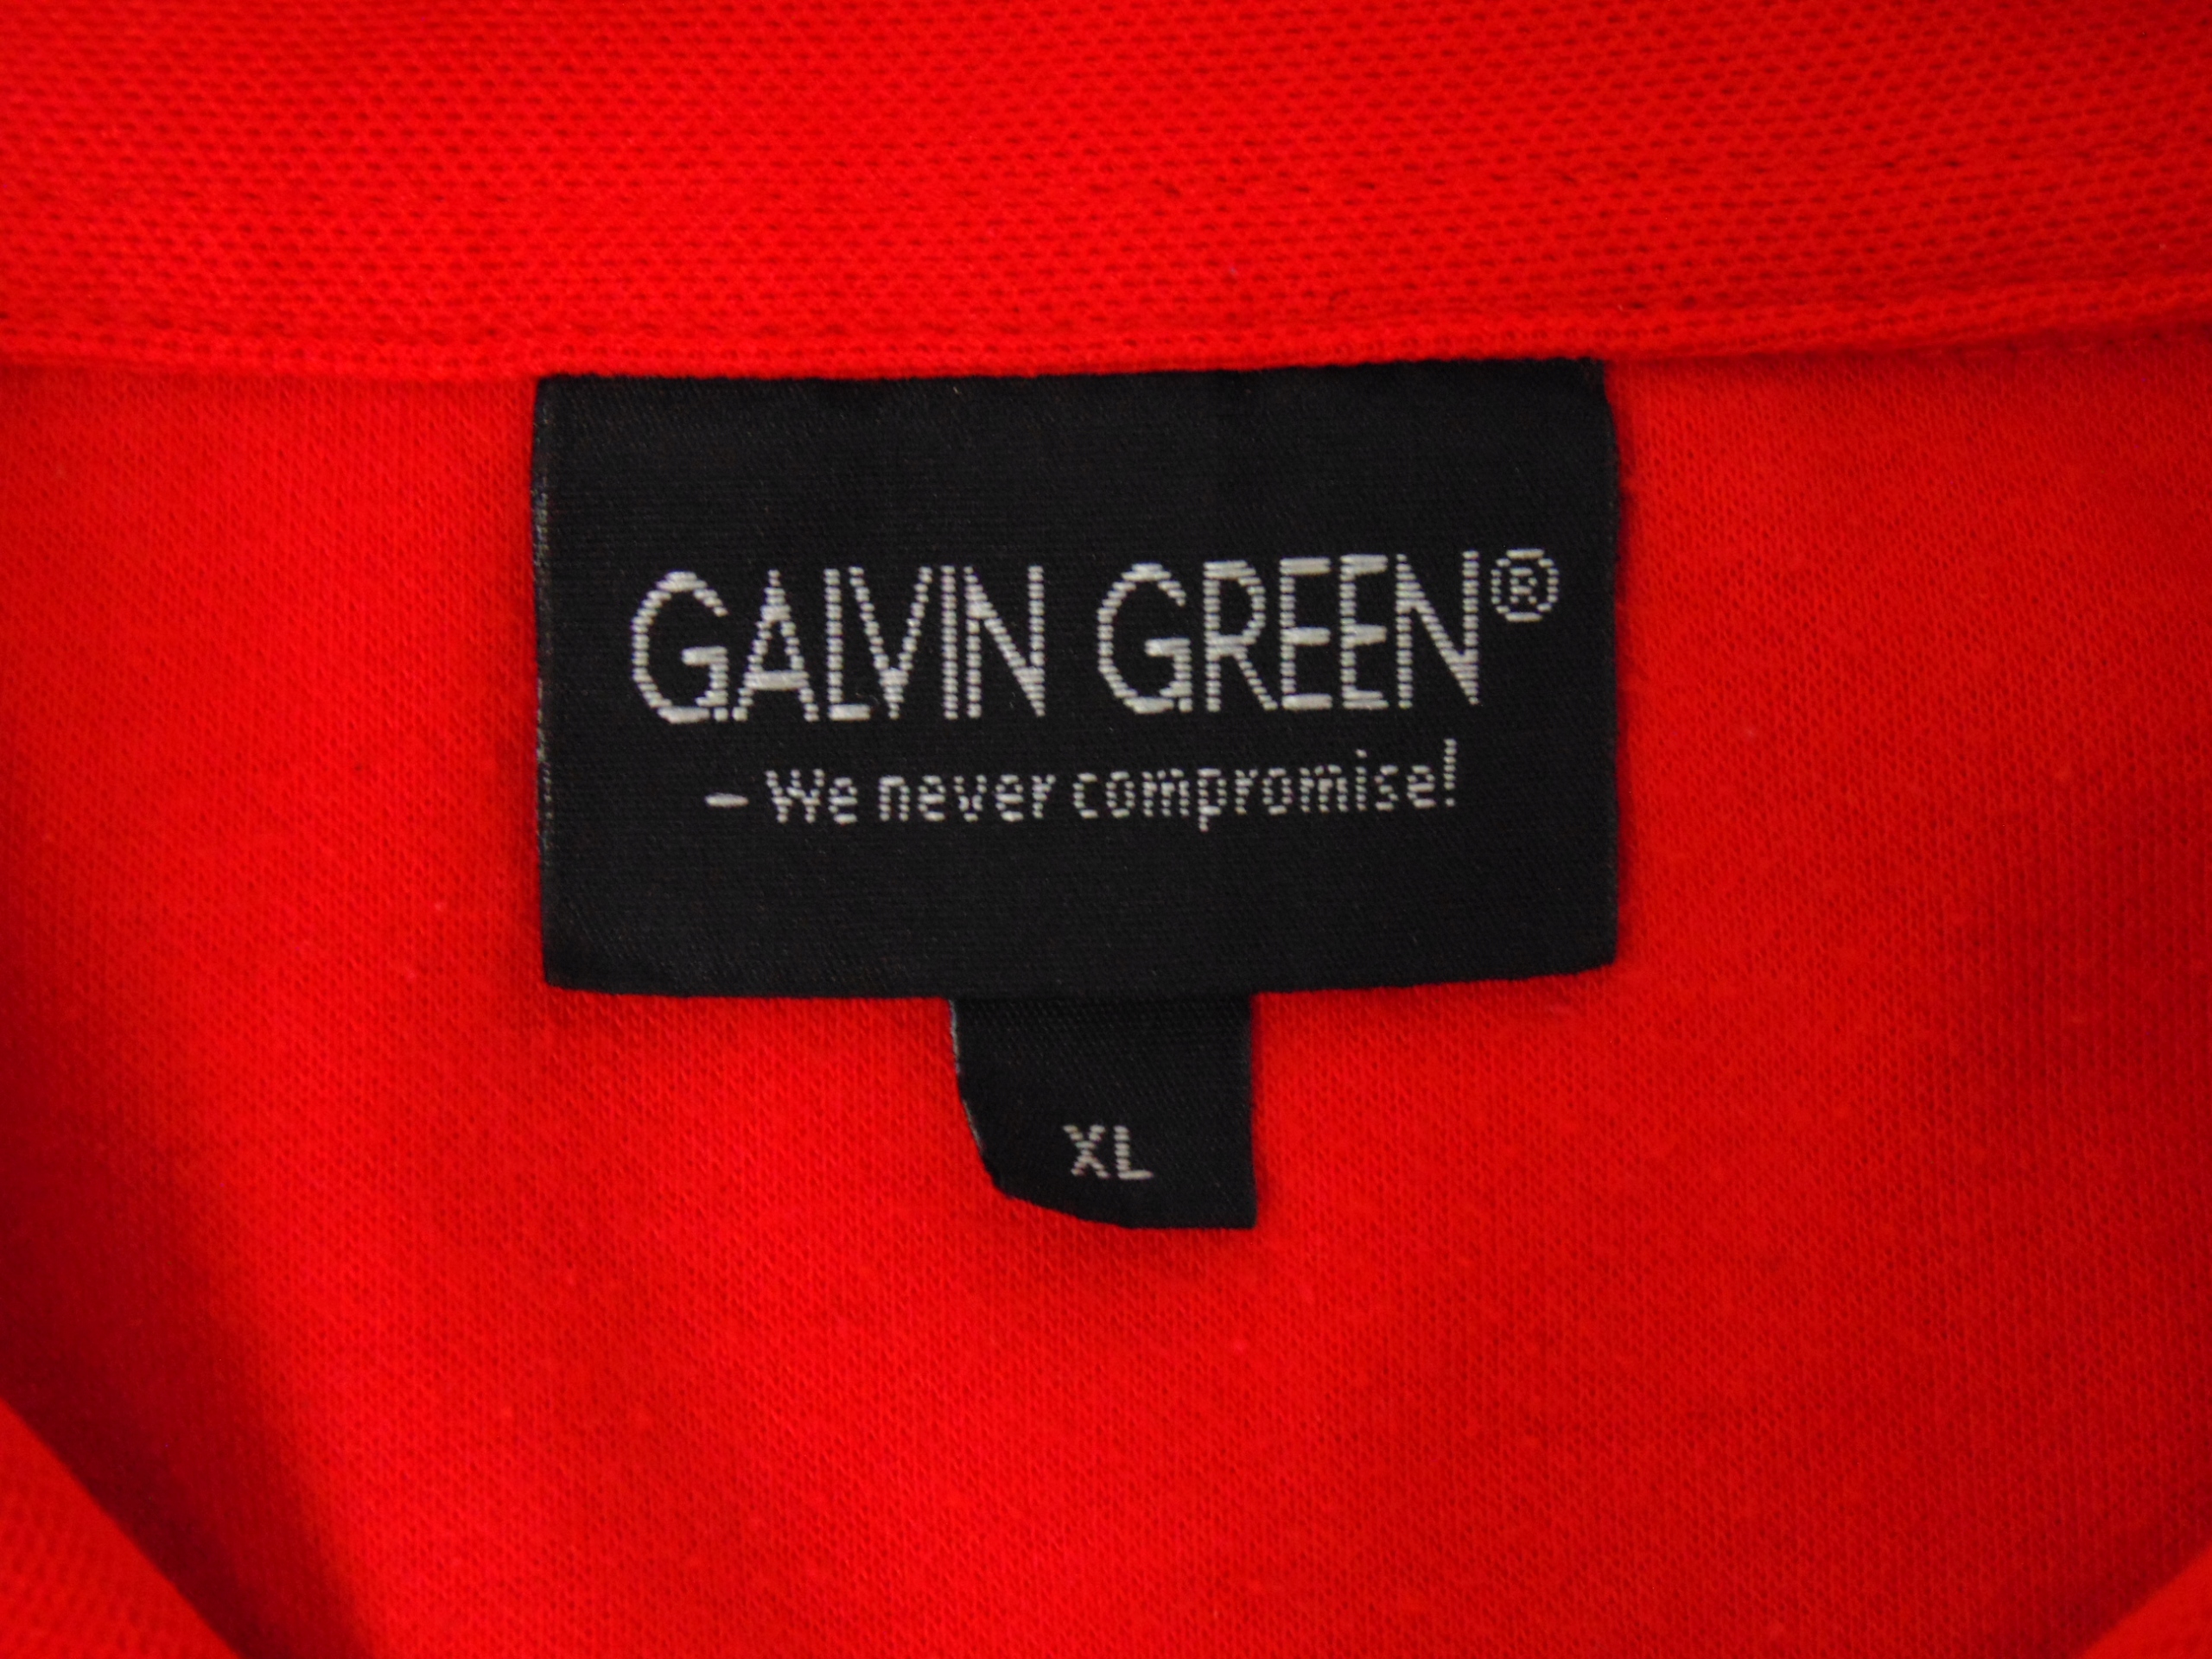 GALVIN GREEN®
– We never compromise!
XL